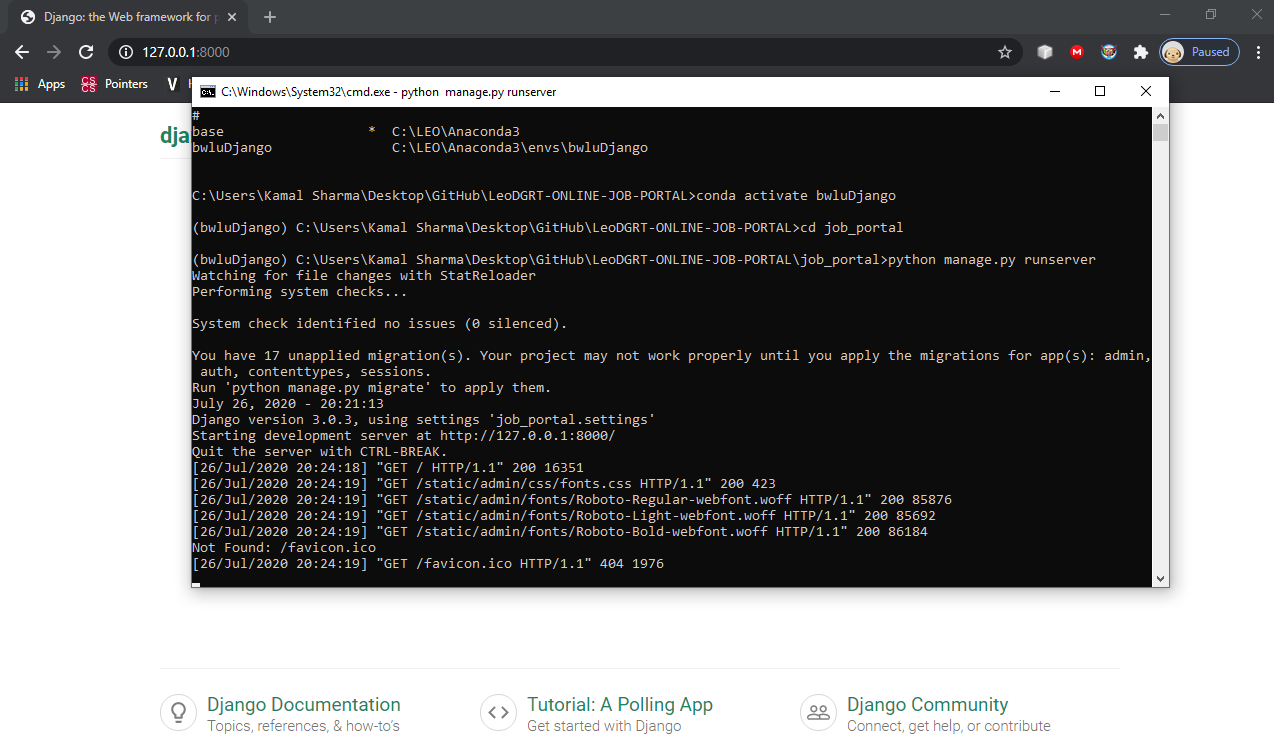 Django: the Web framework for p
127.0.0.1:8000
Paused
Apps
Pointers
C:\Windows\System32\cmd.exe - python  manage.py runserver
dja
#
base                  *  C:\LEO\Anaconda3
bwluDjango               C:\LEO\Anaconda3\envs\bwluDjango
C:\Users\Kamal Sharma\Desktop\GitHub\LeoDGRT-ONLINE-JOB-PORTAL>conda activate bwluDjango
(bwluDjango) C:\Users\Kamal Sharma\Desktop\GitHub\LeoDGRT-ONLINE-JOB-PORTAL>cd job_portal
(bwluDjango) C:\Users\Kamal Sharma\Desktop\GitHub\LeoDGRT-ONLINE-JOB-PORTAL\job_portal>python manage.py runserver
Watching for file changes with StatReloader
Performing system checks...
System check identified no issues (0 silenced).
You have 17 unapplied migration(s). Your project may not work properly until you apply the migrations for app(s): admin,
 auth, contenttypes, sessions.
Run 'python manage.py migrate' to apply them.
July 26, 2020 - 20:21:13
Django version 3.0.3, using settings 'job_portal.settings'
Starting development server at http://127.0.0.1:8000/
Quit the server with CTRL-BREAK.
[26/Jul/2020 20:24:18] "GET / HTTP/1.1" 200 16351
[26/Jul/2020 20:24:19] "GET /static/admin/css/fonts.css HTTP/1.1" 200 423
[26/Jul/2020 20:24:19] "GET /static/admin/fonts/Roboto-Regular-webfont.woff HTTP/1.1" 200 85876
[26/Jul/2020 20:24:19] "GET /static/admin/fonts/Roboto-Light-webfont.woff HTTP/1.1" 200 85692
[26/Jul/2020 20:24:19] "GET /static/admin/fonts/Roboto-Bold-webfont.woff HTTP/1.1" 200 86184
Not Found: /favicon.ico
[26/Jul/2020 20:24:19] "GET /favicon.ico HTTP/1.1" 404 1976
Django Documentation
Topics, references, & how-to's
Tutorial: A Polling App
Get started with Django
Django Community
Connect, get help, or contribute